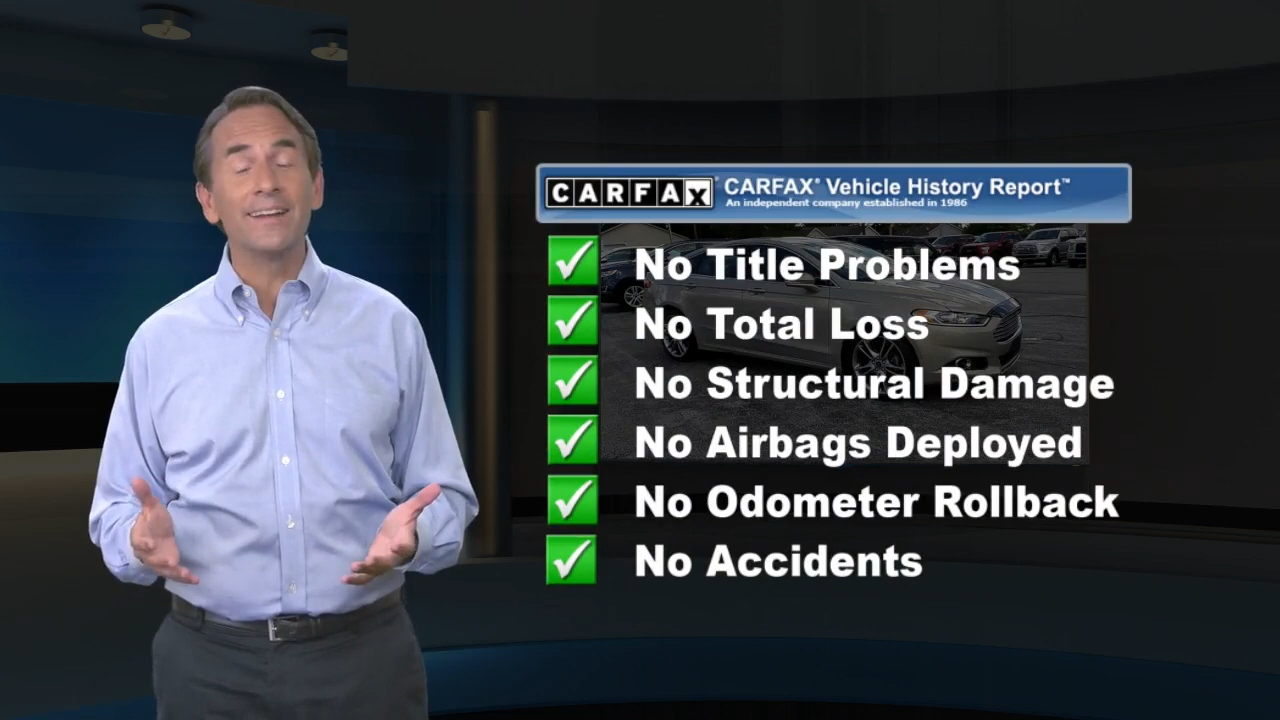 CARFAX
CARFAX® Vehicle History Report™
An independent company established in 1986
No Title Problems
No Total Loss
No Structural Damage
No Airbags Deployed
No Odometer Rollback
No Accidents